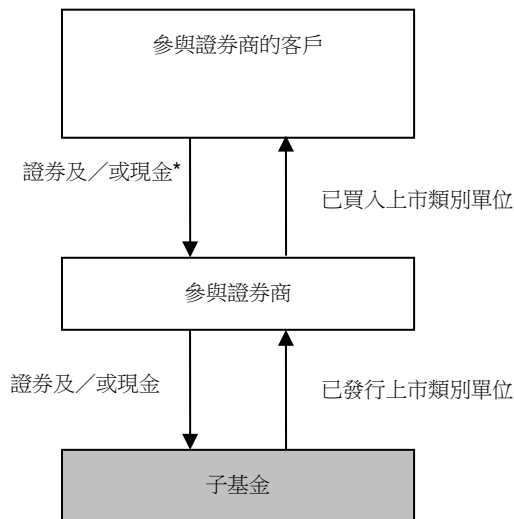 參與證券商的客戶
證券及／或現金*
已買入上市類別單位
參與證券商
證券及／或現金
已發行上市類別單位
子基金